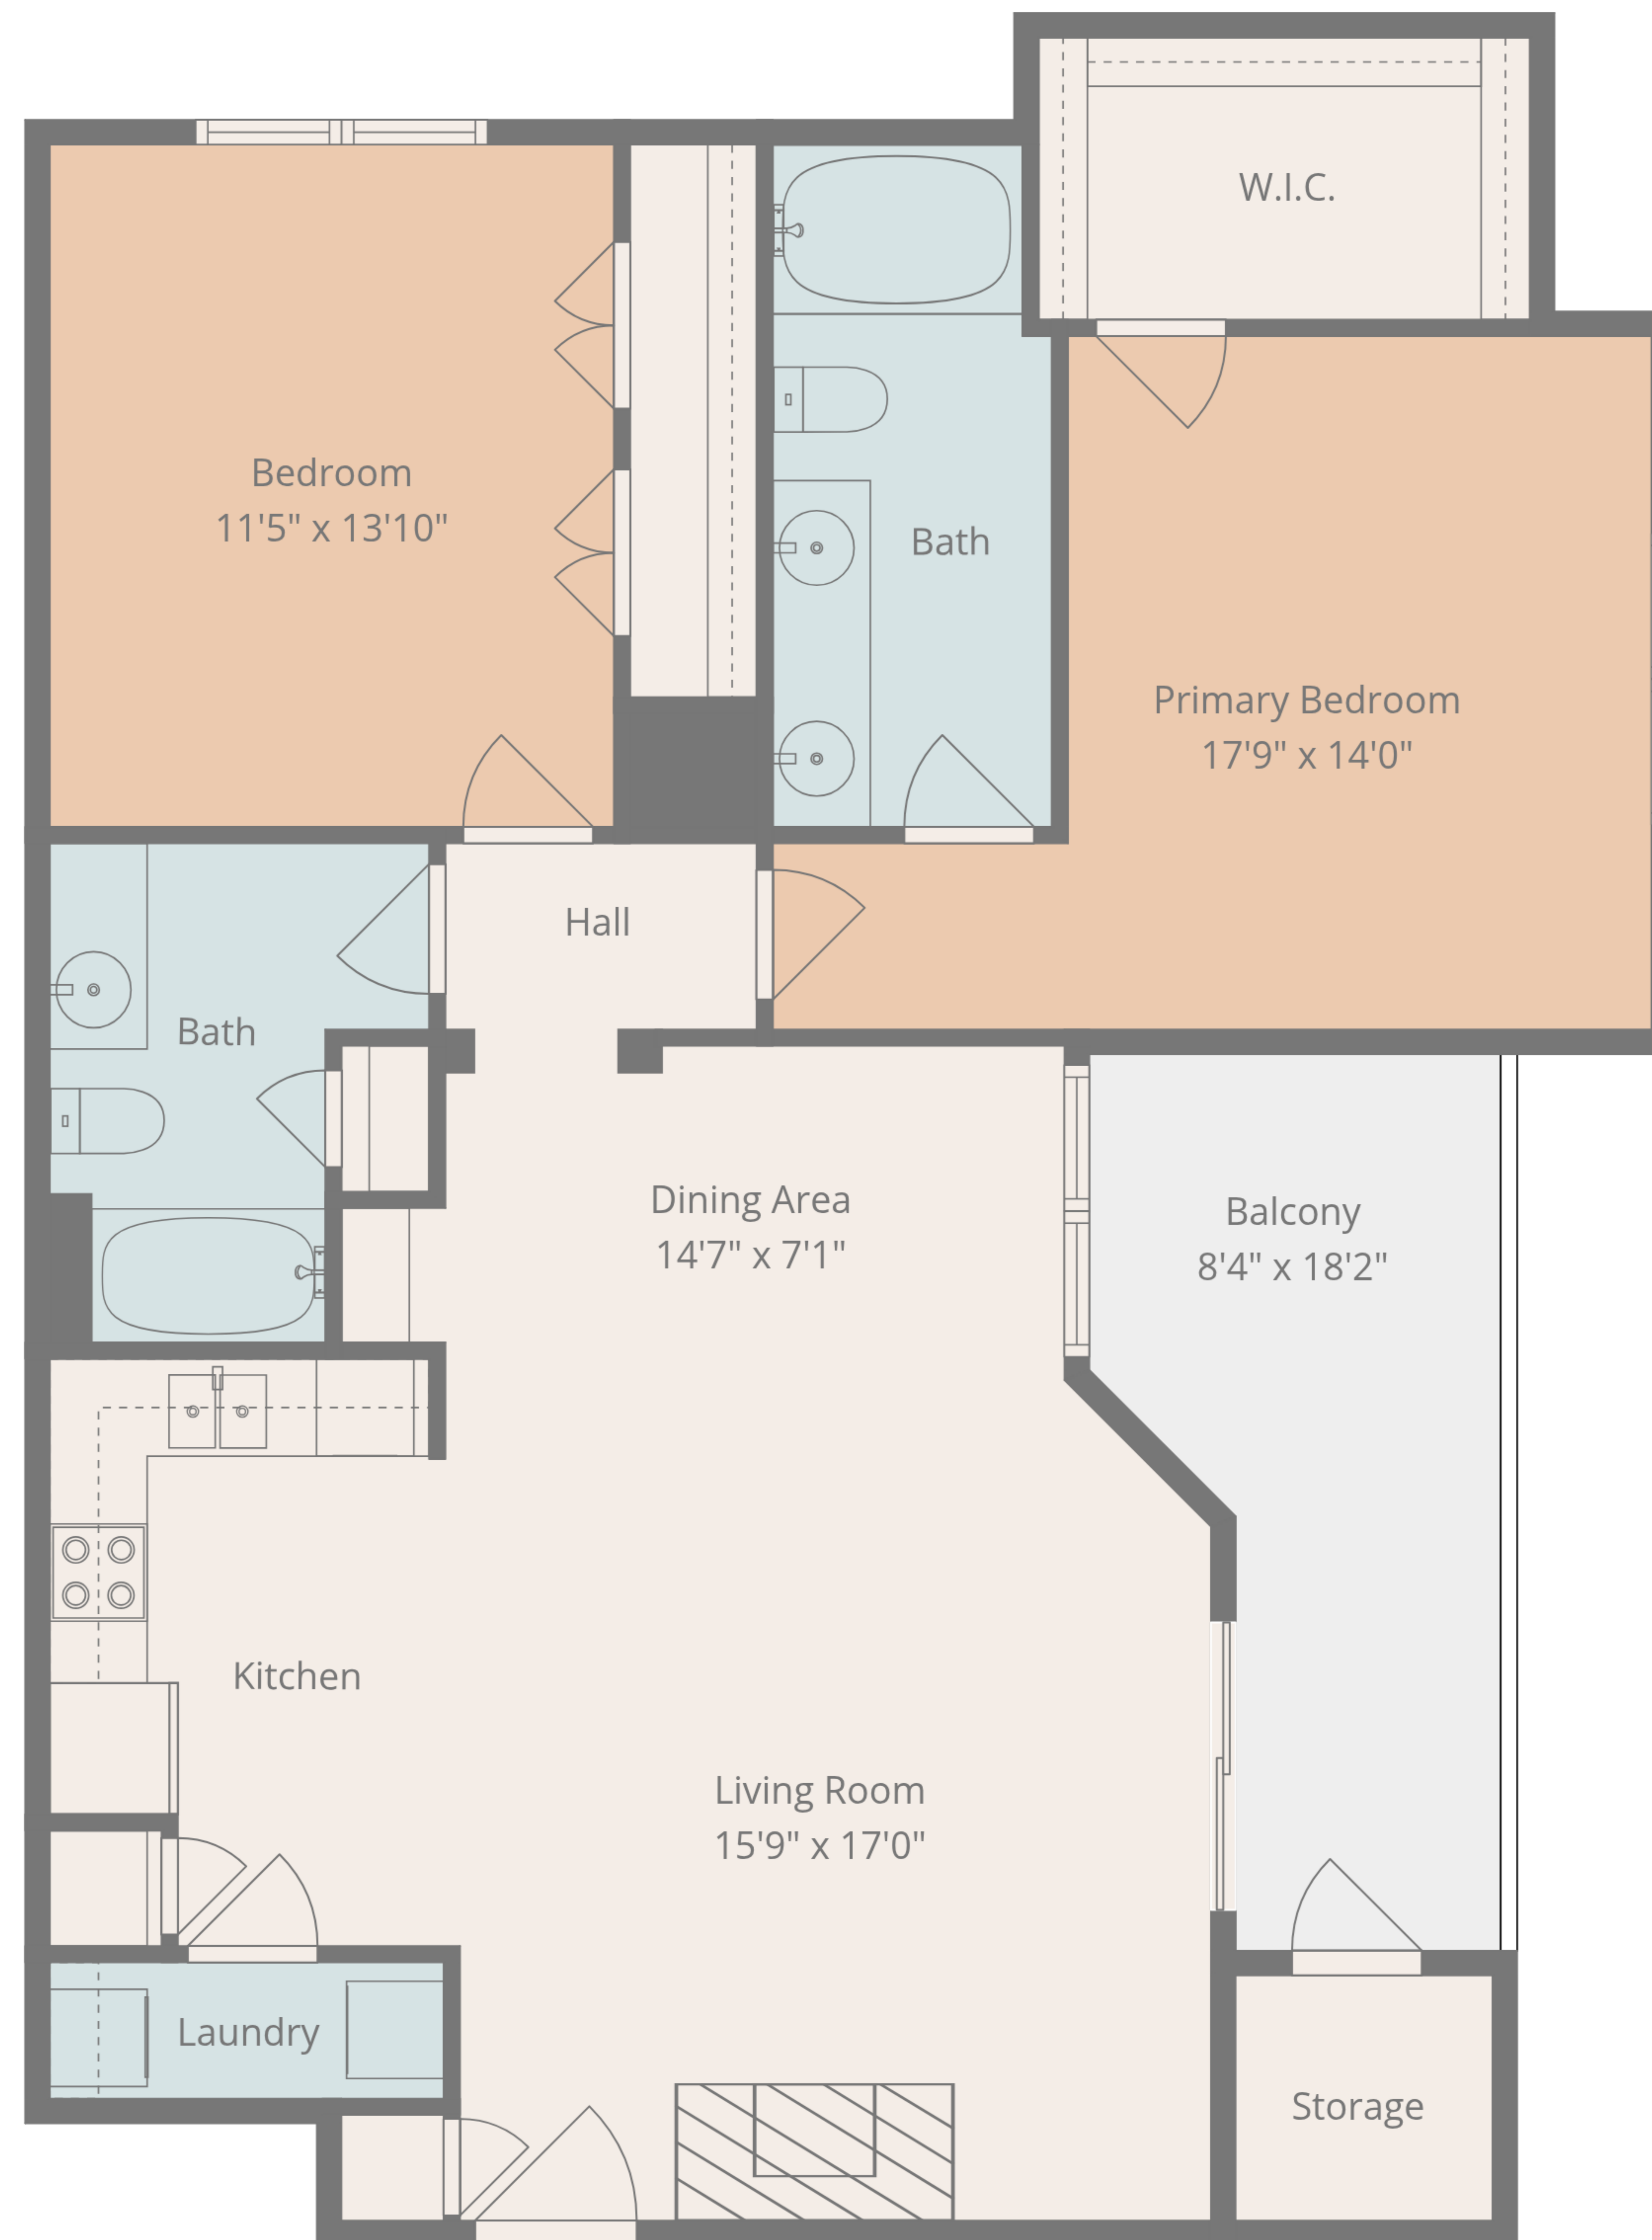 W.I.C.
Bedroom
11'5" x 13'10"
Bath
Primary Bedroom
17'9" x 14'0"
Hall
Bath
Dining Area
14'7" x 7'1"
Balcony
8'4" x 18'2"
Kitchen
Living Room
15'9" x 17'0"
Laundry
Storage